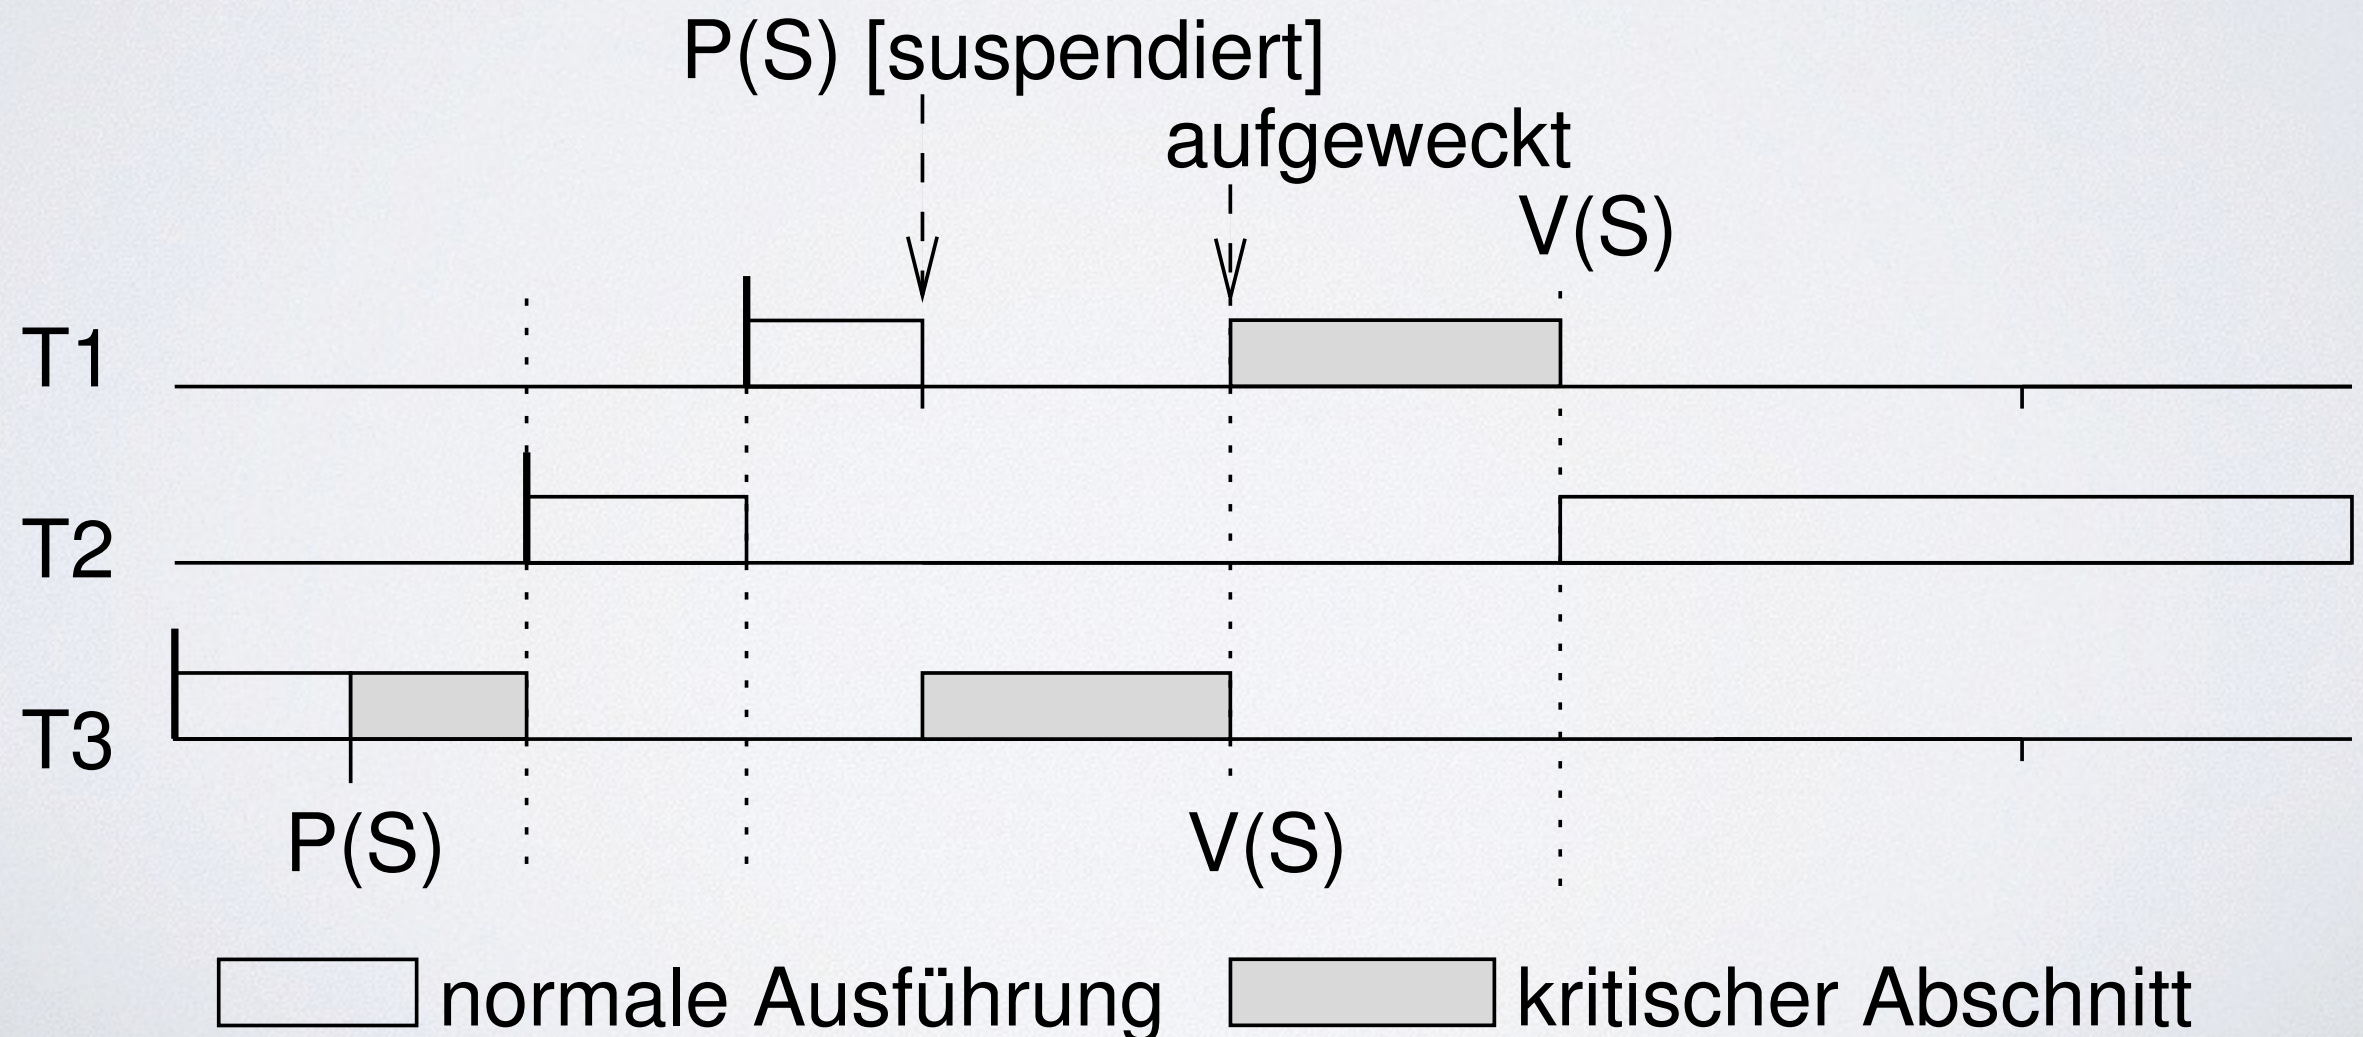 P(S) [suspendiert]
aufgeweckt
V(S)
T1
T2
T3
P(S)
V(S)
normale Ausführung
kritischer Abschnitt